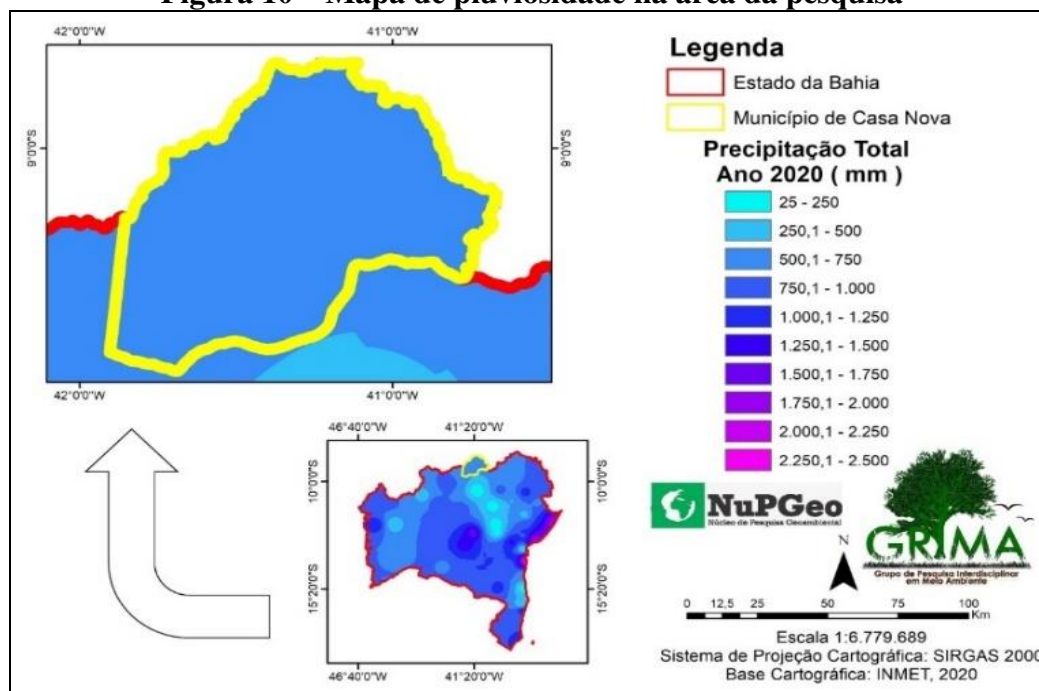 Figura 10 – Mapa de pluviosidade na área da pesquisa
42°0'0"W
41°0'0"W
9°0'0"S
9°0'0"S
42°0'0"W
41°0'0"W
Legenda
Estado da Bahia
Município de Casa Nova
Precipitação Total
Ano 2020 ( mm )
25 - 250
250,1 - 500
500,1 - 750
750,1 - 1.000
1.000,1 - 1.250
1.250,1 - 1.500
1.500,1 - 1.750
1.750,1 - 2.000
2.000,1 - 2.250
2.250,1 - 2.500
46°40'0"W
41°20'0"W
10°0'0"S
10°0'0"S
15°20'0"S
15°20'0"S
46°40'0"W
41°20'0"W
NuPGeo
Núcleo de Pesquisa Geoambiental
GRIMA
Grupo de Pesquisa Interdisciplinar
em Meio Ambiente
N
0 12,5 25 50 75 100
Km
Escala 1:6.779.689
Sistema de Projeção Cartográfica: SIRGAS 2000
Base Cartográfica: INMET, 2020